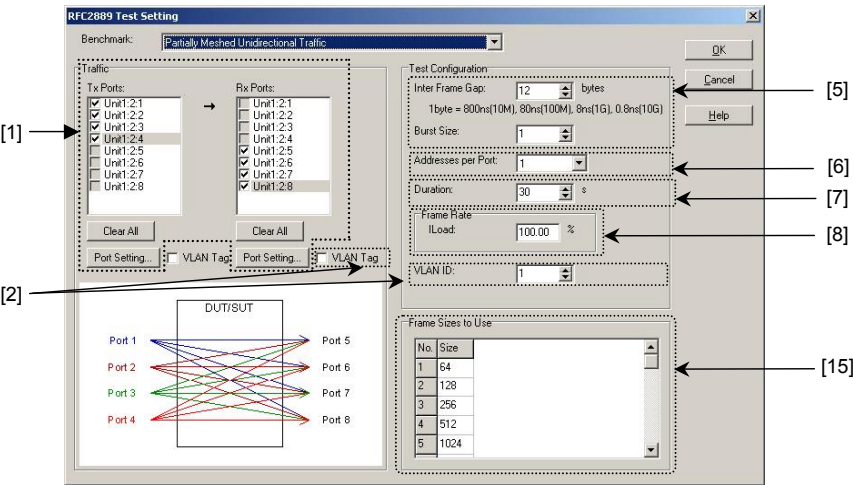 RFC2889 Test Setting
Benchmark: Partially Meshed Unidirectional Traffic
OK
Cancel
Help
Traffic
Tx Ports:
Unit1:2:1
Unit1:2:2
Unit1:2:3
Unit1:2:4
Unit1:2:5
Unit1:2:6
Unit1:2:7
Unit1:2:8
→
Rx Ports:
Unit1:2:1
Unit1:2:2
Unit1:2:3
Unit1:2:4
Unit1:2:5
Unit1:2:6
Unit1:2:7
Unit1:2:8
Clear All
Clear All
Port Setting...
VLAN Tag
Port Setting...
VLAN Tag
[1]
[2]
DUT/SUT
Port 1
Port 2
Port 3
Port 4
Port 5
Port 6
Port 7
Port 8
Test Configuration
Inter Frame Gap: 12 bytes
1byte = 800ns(10M), 80ns(100M), 8ns(1G), 0.8ns(10G)
Burst Size: 1
[5]
Addresses per Port: 1
[6]
Duration: 30 s
[7]
Frame Rate
ILoad: 100.00 %
[8]
VLAN ID: 1
Frame Sizes to Use
No. Size
1 64
2 128
3 256
4 512
5 1024
[15]